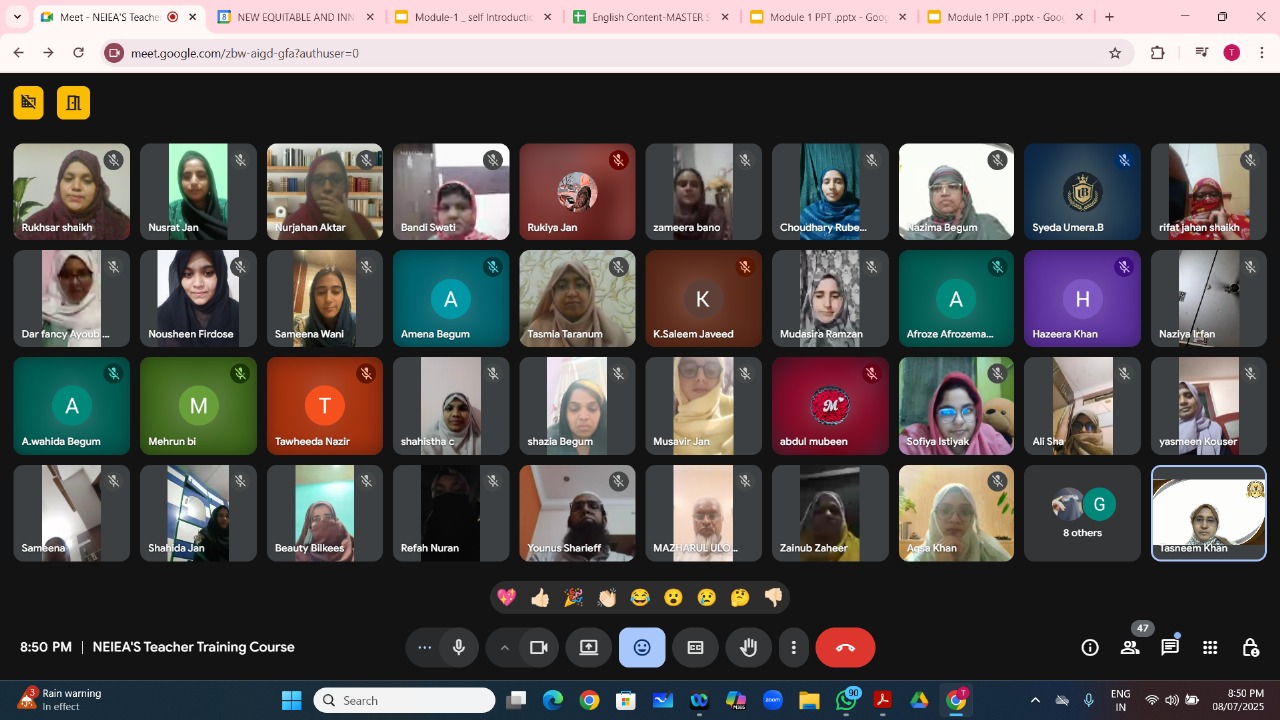 Meet - NEIEA'S Teache
NEW EQUITABLE AND INN
Module-1 _ selfintroductic
English Content-MASTER S
Module 1 PPT .pptx - Goo
Module 1 PPT .pptx - Goo
meet.google.com/zbw-aigd-gfa?authuser=0
T
Rukhsar shaikh
Nusrat Jan
Nurjahan Aktar
Bandi Swati
Rukiya Jan
zameera bano
Choudhary Rube...
Nazima Begum
Syeda Umera.B
rifat jahan shaikh
Dar fancy Ayoub ...
Nousheen Firdose
Sameena Wani
A
Amena Begum
Tasmia Taranum
K
K.Saleem Javeed
Mudasira Ramzan
A
Afroze Afrozema...
H
Hazeera Khan
Naziya Irfan
A
A.wahida Begum
M
Mehrun bi
T
Tawheeda Nazir
shahistha c
shazia Begum
Musavir Jan
M
abdul mubeen
Sofiya Istiyak
Ali Sha
yasmeen Kouser
Sameena
Shahida Jan
Beauty Bilkees
Refah Nuran
Younus Sharieff
MAZHARUL ULO...
Zainub Zaheer
Aqsa Khan
G
8 others
Tasneem Khan
8:50 PM | NEIEA'S Teacher Training Course
47
3
Rain warning
In effect
Search
M365
zoom
90
T
ENG
IN
8:50 PM
08/07/2025